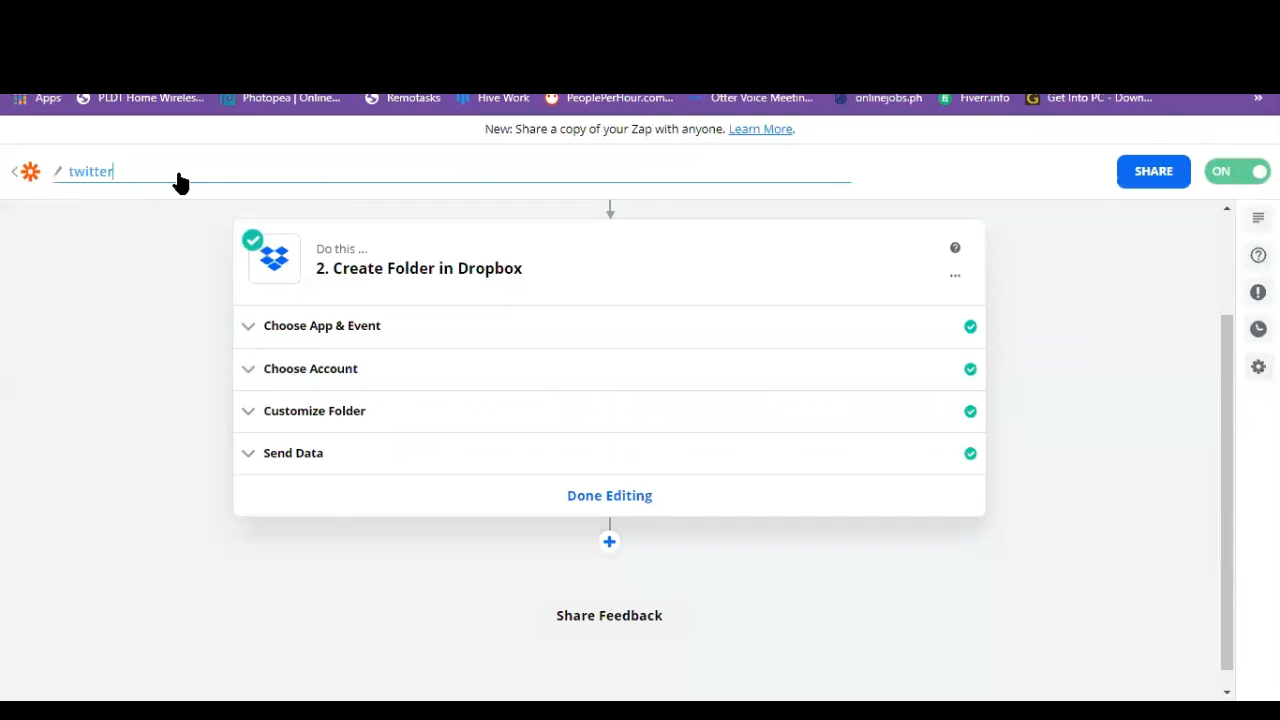 Apps PLDT Home Wireles... Photopea | Online... Remotasks Hive Work PeoplePerHour.com... Otter Voice Meetin... onlinejobs.ph Fiverr.info Get Into PC - Down... »
New: Share a copy of your Zap with anyone. Learn More.
twitter SHARE ON
Do this ...
2. Create Folder in Dropbox
Choose App & Event
Choose Account
Customize Folder
Send Data
Done Editing
Share Feedback